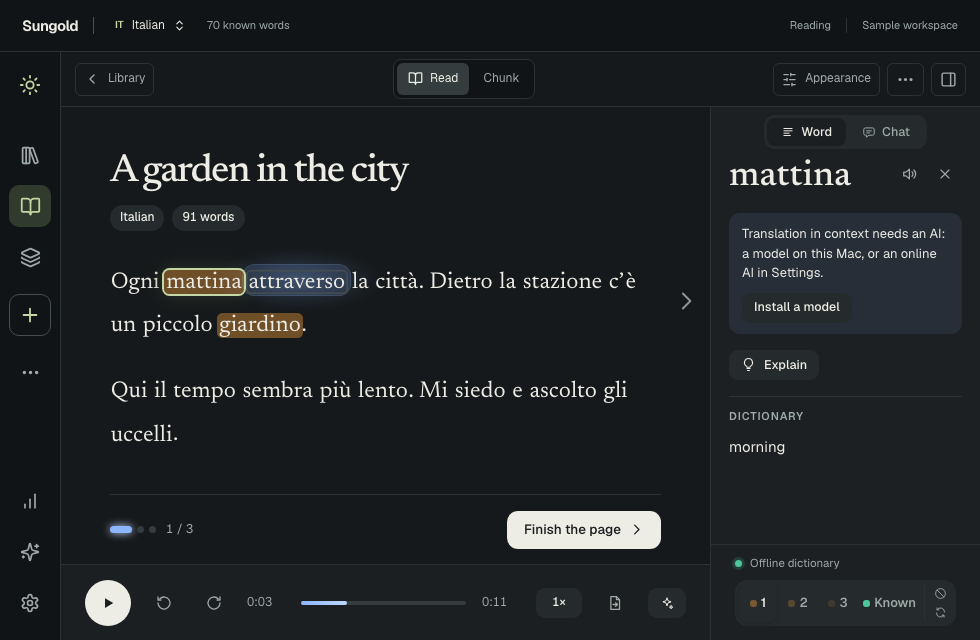 Sungold
IT Italian
70 known words
Reading
Sample workspace
Library
Read
Chunk
Appearance
Word
Chat
A garden in the city
Italian
91 words
Ogni mattina attraverso la città. Dietro la stazione c’è
un piccolo giardino.
Qui il tempo sembra più lento. Mi siedo e ascolto gli
uccelli.
1 / 3
Finish the page
0:03
0:11
1×
mattina
Translation in context needs an AI:
a model on this Mac, or an online
AI in Settings.
Install a model
Explain
DICTIONARY
morning
Offline dictionary
1
2
3
Known